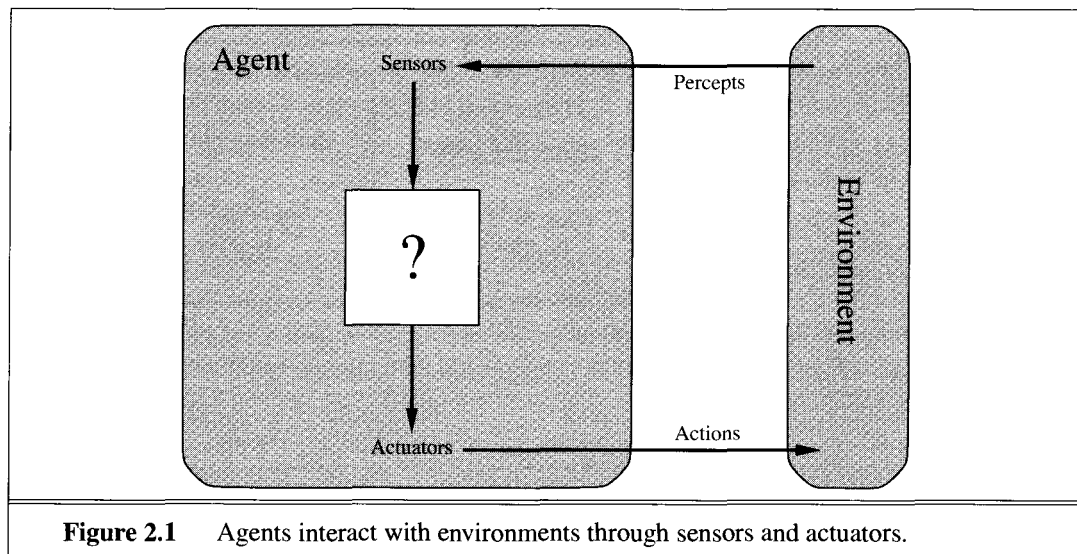 Agent
Sensors
Percepts
?
Environment
Actuators
Actions
Figure 2.1 Agents interact with environments through sensors and actuators.